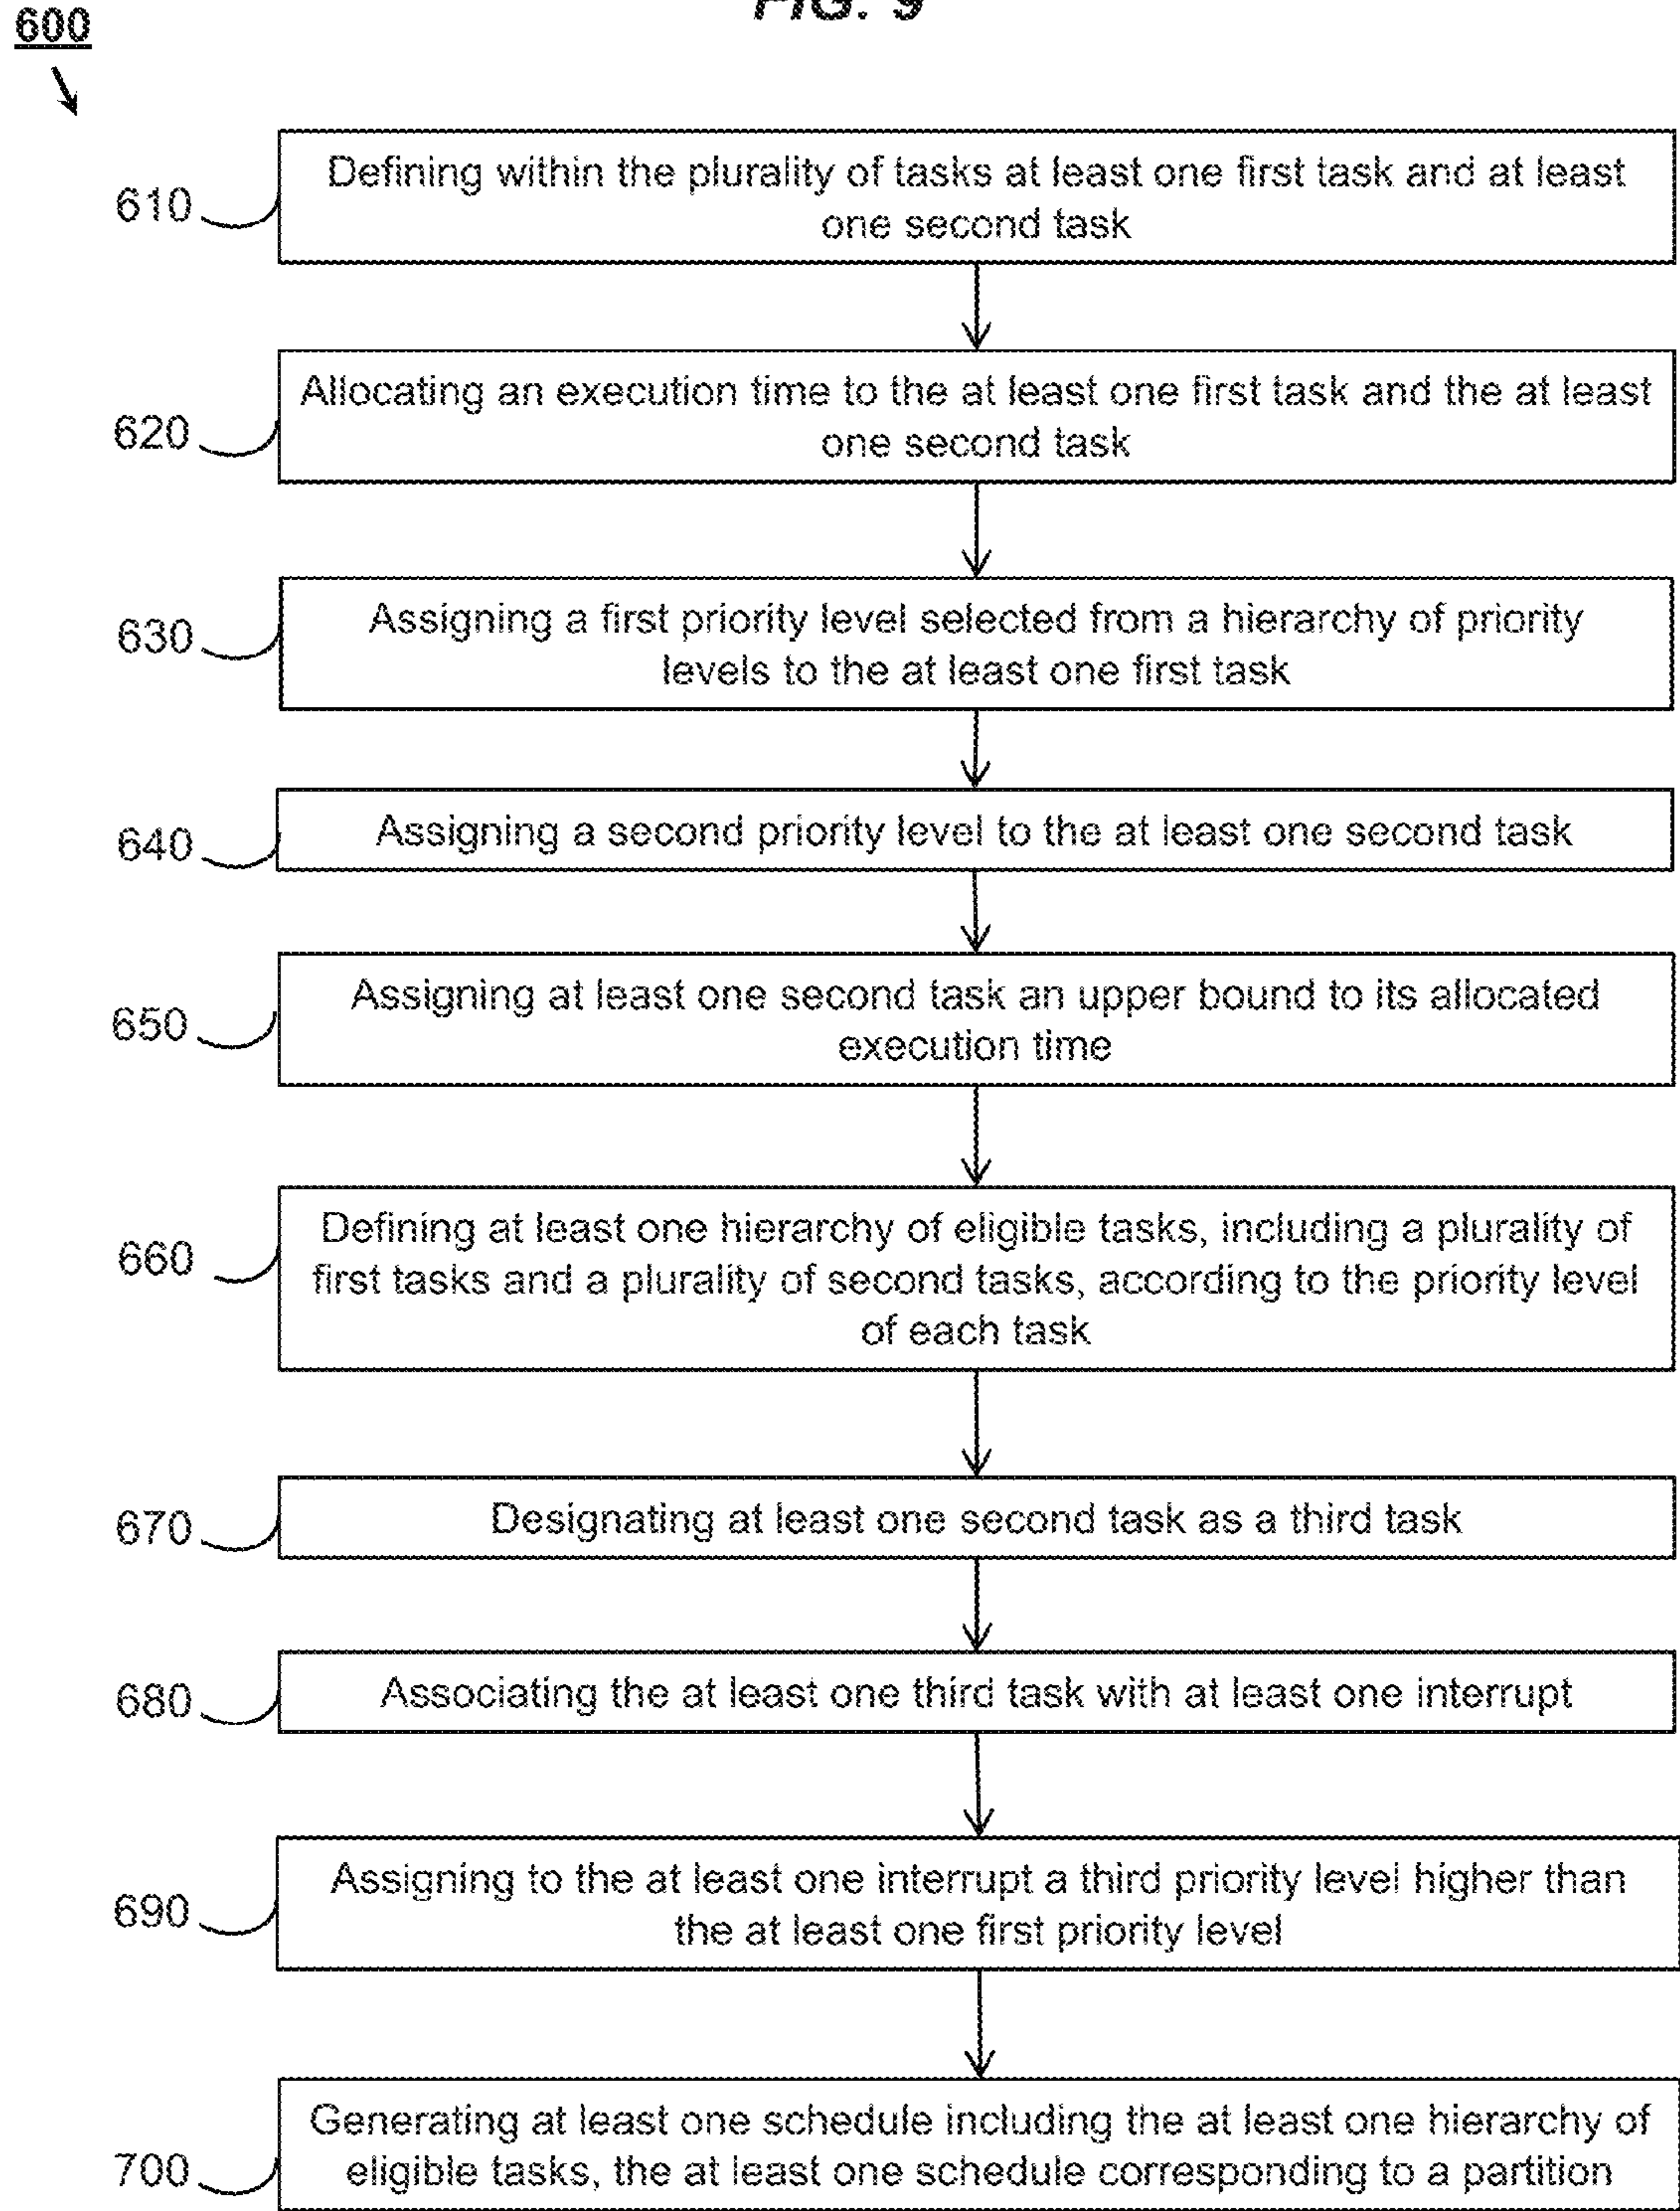 FIG. 9
600
Defining within the plurality of tasks at least one first task and at least
one second task
610
Allocating an execution time to the at least one first task and the at least
one second task
620
Assigning a first priority level selected from a hierarchy of priority
levels to the at least one first task
630
Assigning a second priority level to the at least one second task
640
Assigning at least one second task an upper bound to its allocated
execution time
650
Defining at least one hierarchy of eligible tasks, including a plurality of
first tasks and a plurality of second tasks, according to the priority level
of each task
660
Designating at least one second task as a third task
670
Associating the at least one third task with at least one interrupt
680
Assigning to the at least one interrupt a third priority level higher than
the at least one first priority level
690
Generating at least one schedule including the at least one hierarchy of
eligible tasks, the at least one schedule corresponding to a partition
700